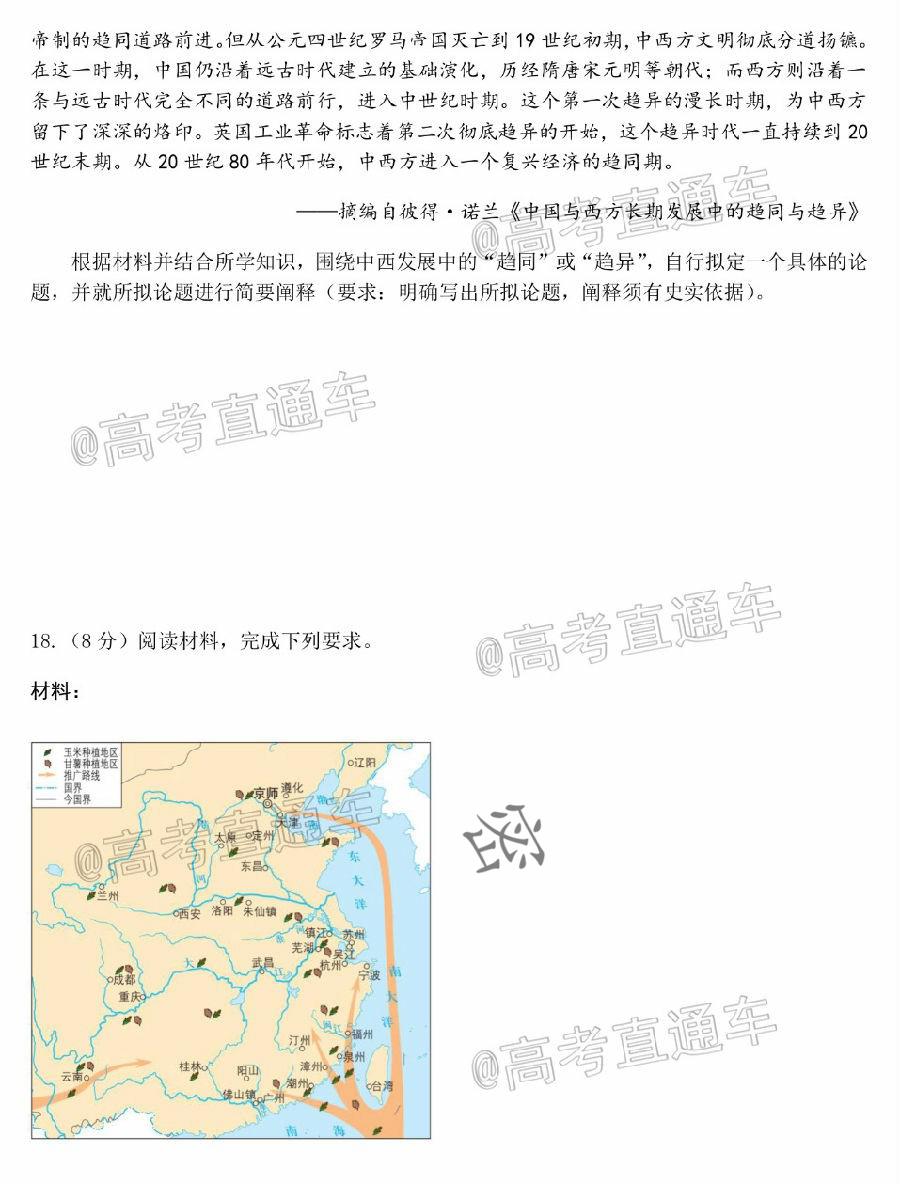 帝制的趋同道路前进。但从公元四世纪罗马帝国灭亡到 19 世纪初期,中西方文明彻底分道扬镳。
在这一时期，中国仍沿着远古时代建立的基础演化，历经隋唐宋元明等朝代；而西方则沿着一
条与远古时代完全不同的道路前行，进入中世纪时期。这个第一次趋异的漫长时期，为中西方
留下了深深的烙印。英国工业革命标志着第二次彻底趋异的开始，这个趋异时代一直持续到 20
世纪末期。从 20 世纪 80 年代开始，中西方进入一个复兴经济的趋同期。
——摘编自彼得·诺兰《中国与西方长期发展中的趋同与趋异》
@高考直通车
根据材料并结合所学知识，围绕中西发展中的“趋同”或“趋异”，自行拟定一个具体的论
题，并就所拟论题进行简要阐释（要求：明确写出所拟论题，阐释须有史实依据）。
@高考直通车
@高考直通车
18.（8 分）阅读材料，完成下列要求。
材料：
玉米种植地区
甘薯种植地区
推广路线
国界
今国界
辽阳
京师
遵化
天津
渤
海
太原
定州
东昌
黄
河
@高考直通车
密
东
大
洋
兰州
西安
洛阳
朱仙镇
淮
河
镇江
苏州
芜湖
吴江
杭州
宁波
武昌
大
江
成都
重庆
南
大
洋
闽江
福州
汀州
泉州
@高考直通车
云南
桂林
阳山
漳州
潮州
台湾
佛山镇
广州
南
海